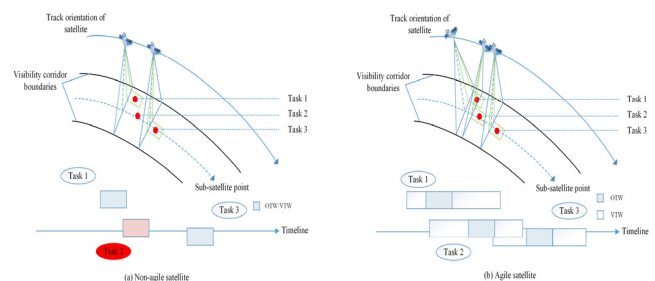 Track orientation of
satellite
Visibility corridor
boundaries
Task 1
Task 2
Task 3
Sub-satellite point
Task 1
Task 3
OTW/VTW
Timeline
Task 2
(a) Non-agile satellite
Track orientation of
satellite
Visibility corridor
boundaries
Task 1
Task 2
Task 3
Sub-satellite point
Task 1
OTW
Task 3
VTW
Timeline
Task 2
(b) Agile satellite